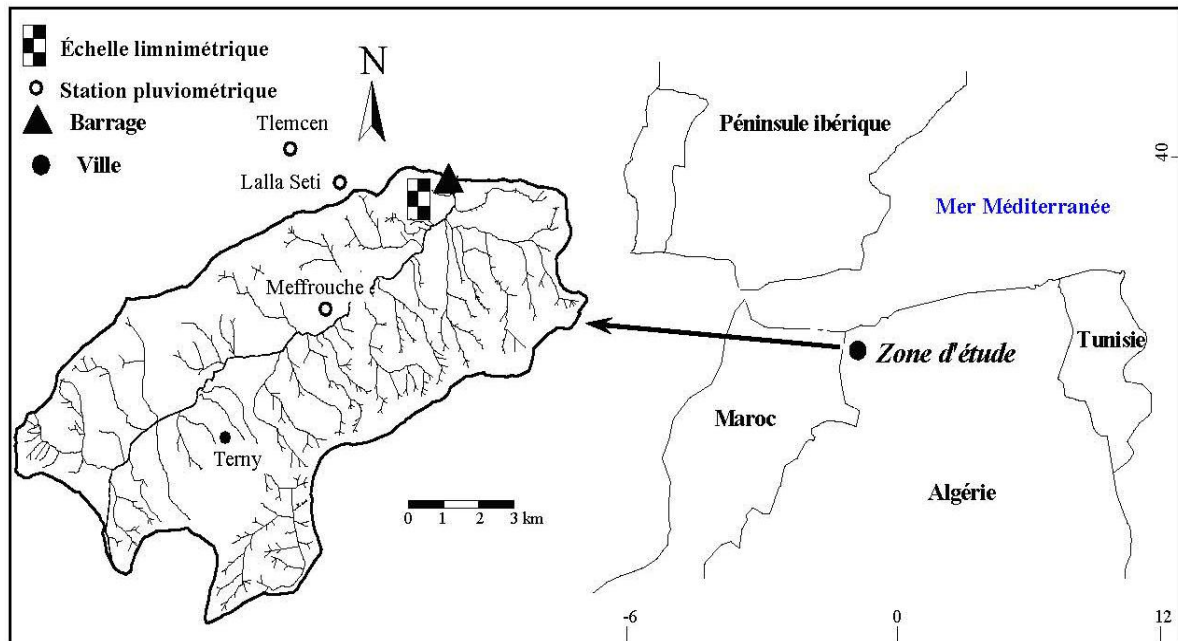 Échelle limnimétrique
Station pluviométrique
Barrage
Ville
N
Tlemcen
Lalla Seti
Meffrouche
Terny
0 1 2 3 km
Péninsule ibérique
40
Mer Méditerranée
Tunisie
Zone d'étude
Maroc
Algérie
-6 0 12